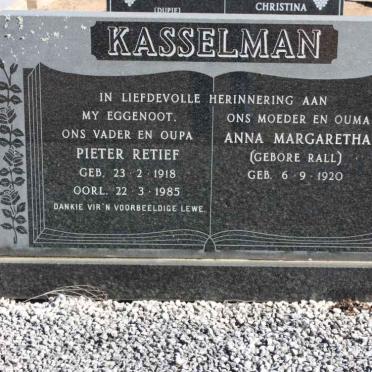 (DUPIE)
CHRISTINA
KASSELMAN
IN LIEFDEVOLLE HERINNERING AAN
MY EGGENOOT.
ONS VADER EN OUPA
PIETER RETIEF
GEB. 23 · 2 · 1918
OORL. 22 · 3 · 1985
DANKIE VIR 'N VOORBEELDIGE LEWE.
ONS MOEDER EN OUMA
ANNA MARGARETHA
(GEBORE RALL)
GEB. 6 · 9 · 1920